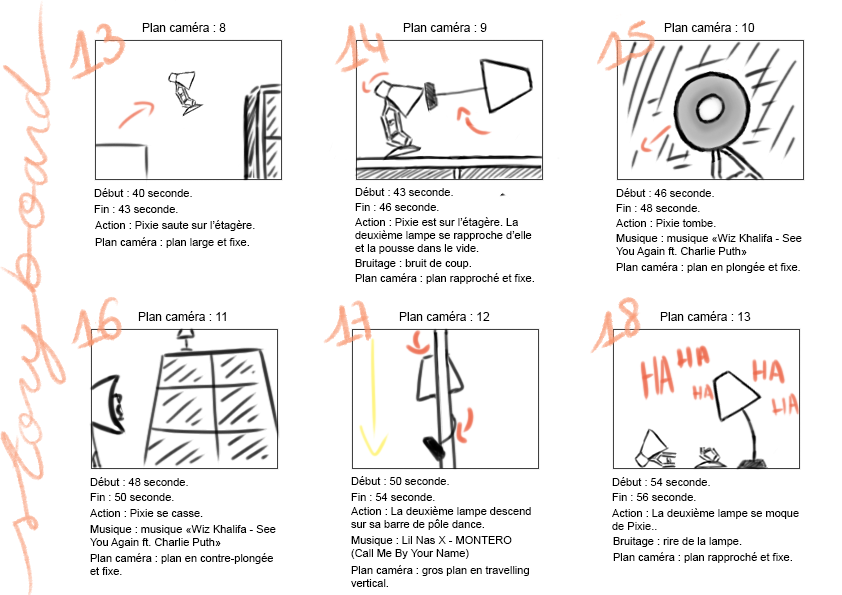 storyboard
Plan caméra : 8
13
Début : 40 seconde.
Fin : 43 seconde.
Action : Pixie saute sur l'étagère.
Plan caméra : plan large et fixe.
Plan caméra : 9
14
Début : 43 seconde.
Fin : 46 seconde.
Action : Pixie est sur l'étagère. La
deuxième lampe se rapproche d'elle
et la pousse dans le vide.
Bruitage : bruit de coup.
Plan caméra : plan rapproché et fixe.
Plan caméra : 10
15
Début : 46 seconde.
Fin : 48 seconde.
Action : Pixie tombe.
Musique : musique «Wiz Khalifa - See
You Again ft. Charlie Puth»
Plan caméra : plan en plongée et fixe.
Plan caméra : 11
16
Début : 48 seconde.
Fin : 50 seconde.
Action : Pixie se casse.
Musique : musique «Wiz Khalifa - See
You Again ft. Charlie Puth»
Plan caméra : plan en contre-plongée
et fixe.
Plan caméra : 12
17
Début : 50 seconde.
Fin : 54 seconde.
Action : La deuxième lampe descend
sur sa barre de pôle dance.
Musique : Lil Nas X - MONTERO
(Call Me By Your Name)
Plan caméra : gros plan en travelling
vertical.
Plan caméra : 13
18
HA HA
HA HA
HA
Début : 54 seconde.
Fin : 56 seconde.
Action : La deuxième lampe se moque
de Pixie..
Bruitage : rire de la lampe.
Plan caméra : plan rapproché et fixe.